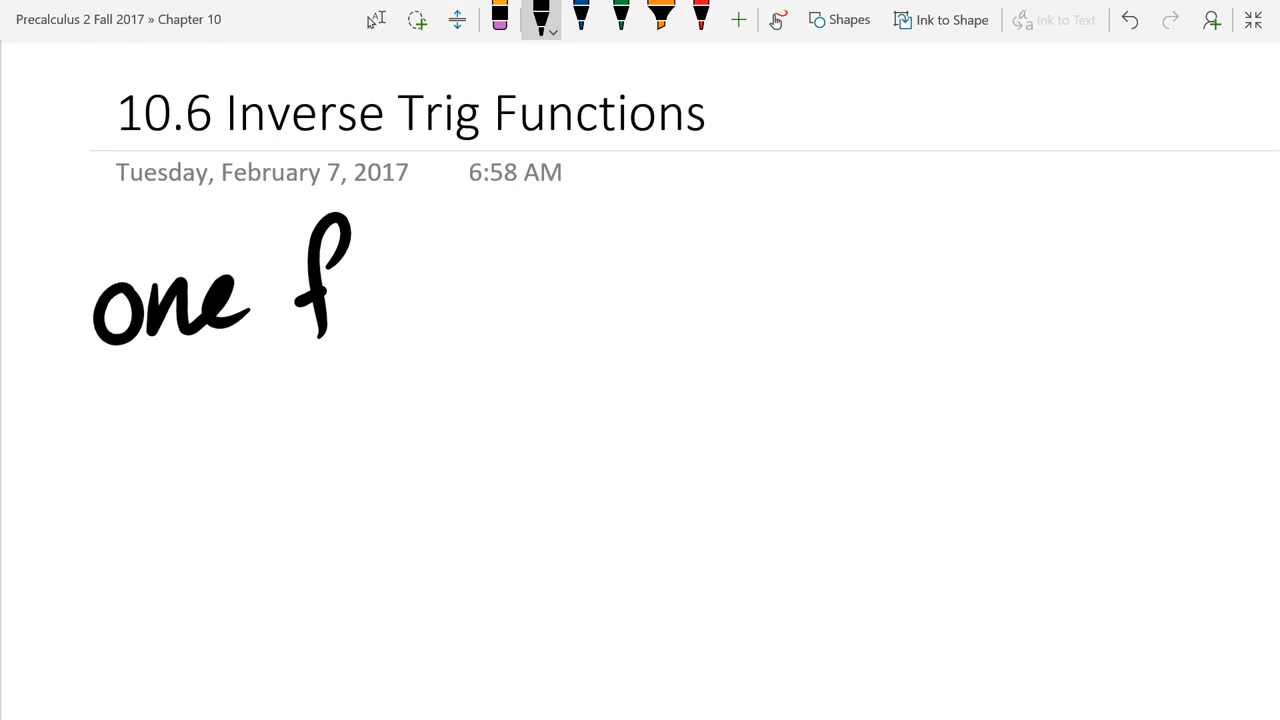 Precalculus 2 Fall 2017 » Chapter 10
Shapes
Ink to Shape
Ink to Text
10.6 Inverse Trig Functions
Tuesday, February 7, 2017 6:58 AM
one f